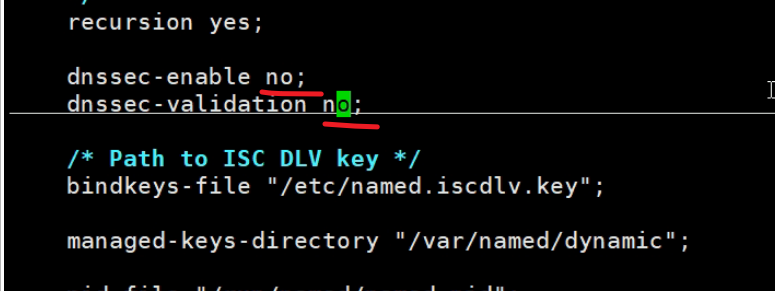 recursion yes;
dnssec-enable no;
dnssec-validation no;
/* Path to ISC DLV key */
bindkeys-file "/etc/named.iscdlv.key";
managed-keys-directory "/var/named/dynamic";